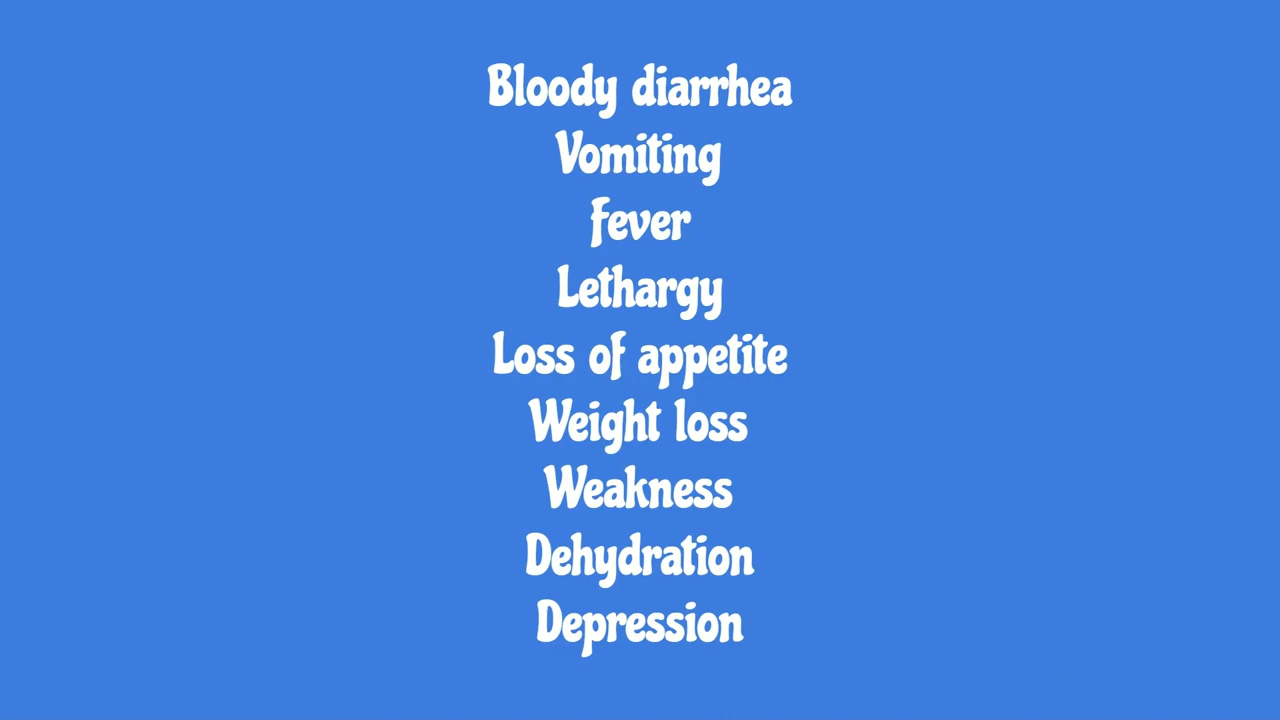 Bloody diarrhea
Vomiting
Fever
Lethargy
Loss of appetite
Weight loss
Weakness
Dehydration
Depression